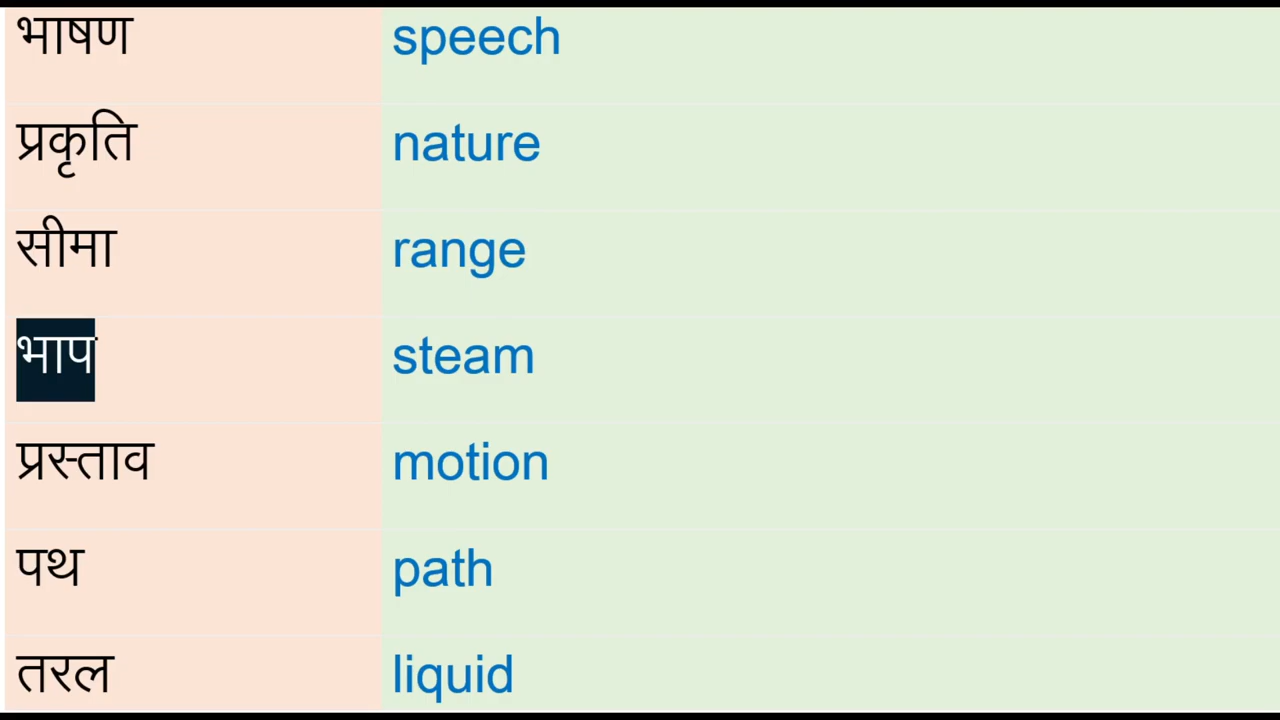 भाषण speech
प्रकृति nature
सीमा range
भाप steam
प्रस्ताव motion
पथ path
तरल liquid